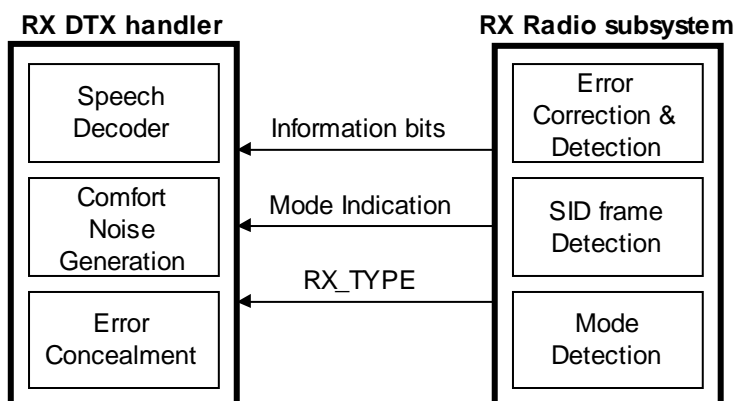 RX DTX handler
RX Radio subsystem
Speech
Decoder
Comfort
Noise
Generation
Error
Concealment
Information bits
Mode Indication
RX_TYPE
Error
Correction &
Detection
SID frame
Detection
Mode
Detection